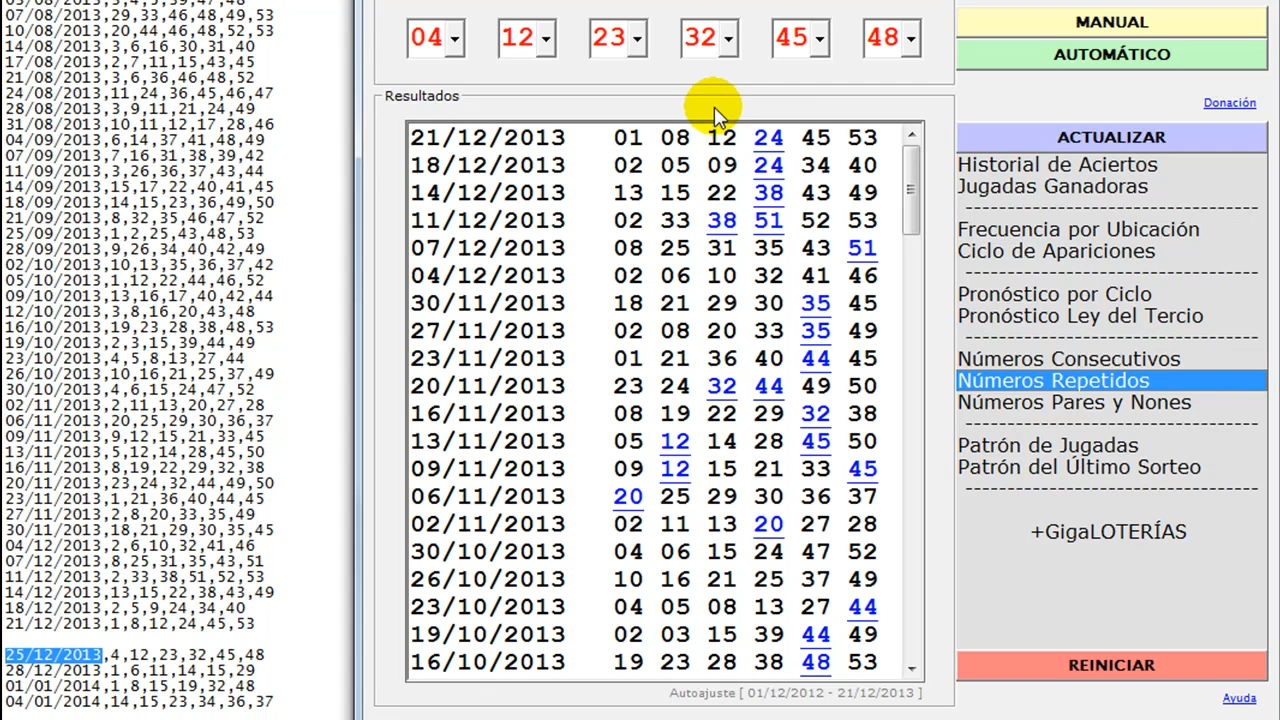 03/08/2013,3,4,5,39,47,48
07/08/2013,29,33,46,48,49,53
10/08/2013,20,44,46,48,52,53
14/08/2013,3,6,16,30,31,40
17/08/2013,2,7,11,15,43,45
21/08/2013,3,6,36,46,48,52
24/08/2013,11,24,36,45,46,47
28/08/2013,3,9,11,21,24,49
31/08/2013,10,11,12,17,28,46
04/09/2013,6,14,37,41,48,49
07/09/2013,7,16,31,38,39,42
11/09/2013,3,26,36,37,43,44
14/09/2013,15,17,22,40,41,45
18/09/2013,14,15,23,36,49,50
21/09/2013,8,32,35,46,47,52
25/09/2013,1,2,25,43,48,53
28/09/2013,9,26,34,40,42,49
02/10/2013,10,13,35,36,37,42
05/10/2013,1,12,22,44,46,52
09/10/2013,13,16,17,40,42,44
12/10/2013,3,8,16,20,43,48
16/10/2013,19,23,28,38,48,53
19/10/2013,2,3,15,39,44,49
23/10/2013,4,5,8,13,27,44
26/10/2013,10,16,21,25,37,49
30/10/2013,4,6,15,24,47,52
02/11/2013,2,11,13,20,27,28
06/11/2013,20,25,29,30,36,37
09/11/2013,9,12,15,21,33,45
13/11/2013,5,12,14,28,45,50
16/11/2013,8,19,22,29,32,38
20/11/2013,23,24,32,44,49,50
23/11/2013,1,21,36,40,44,45
27/11/2013,2,8,20,33,35,49
30/11/2013,18,21,29,30,35,45
04/12/2013,2,6,10,32,41,46
07/12/2013,8,25,31,35,43,51
11/12/2013,2,33,38,51,52,53
14/12/2013,13,15,22,38,43,49
18/12/2013,2,5,9,24,34,40
21/12/2013,1,8,12,24,45,53
25/12/2013,4,12,23,32,45,48
28/12/2013,1,6,11,14,15,29
01/01/2014,1,8,15,19,32,48
04/01/2014,14,15,23,34,36,37
04 12 23 32 45 48
Resultados
21/12/2013 01 08 12 24 45 53
18/12/2013 02 05 09 24 34 40
14/12/2013 13 15 22 38 43 49
11/12/2013 02 33 38 51 52 53
07/12/2013 08 25 31 35 43 51
04/12/2013 02 06 10 32 41 46
30/11/2013 18 21 29 30 35 45
27/11/2013 02 08 20 33 35 49
23/11/2013 01 21 36 40 44 45
20/11/2013 23 24 32 44 49 50
16/11/2013 08 19 22 29 32 38
13/11/2013 05 12 14 28 45 50
09/11/2013 09 12 15 21 33 45
06/11/2013 20 25 29 30 36 37
02/11/2013 02 11 13 20 27 28
30/10/2013 04 06 15 24 47 52
26/10/2013 10 16 21 25 37 49
23/10/2013 04 05 08 13 27 44
19/10/2013 02 03 15 39 44 49
16/10/2013 19 23 28 38 48 53
Autoajuste [ 01/12/2012 - 21/12/2013 ]
MANUAL
AUTOMÁTICO
Donación
ACTUALIZAR
Historial de Aciertos
Jugadas Ganadoras
----------------------------
Frecuencia por Ubicación
Ciclo de Apariciones
----------------------------
Pronóstico por Ciclo
Pronóstico Ley del Tercio
----------------------------
Números Consecutivos
Números Repetidos
Números Pares y Nones
----------------------------
Patrón de Jugadas
Patrón del Último Sorteo
----------------------------
+GigaLOTERÍAS
REINICIAR
Ayuda